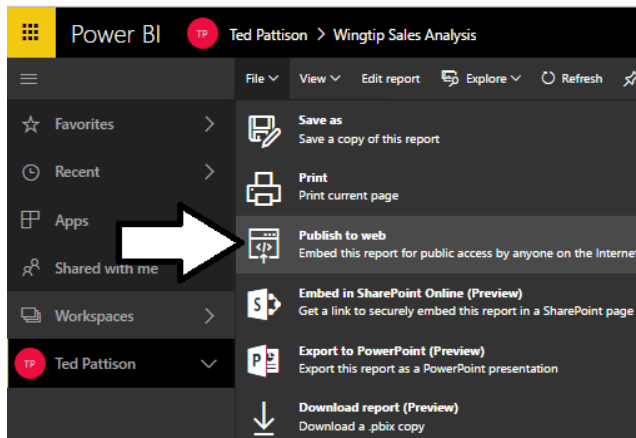 Power BI TP Ted Pattison > Wingtip Sales Analysis
File View Edit report Explore Refresh
Favorites
Recent
Apps
Shared with me
Workspaces
TP Ted Pattison
Save as
Save a copy of this report
Print
Print current page
Publish to web
Embed this report for public access by anyone on the Internet
Embed in SharePoint Online (Preview)
Get a link to securely embed this report in a SharePoint page
Export to PowerPoint (Preview)
Export this report as a PowerPoint presentation
Download report (Preview)
Download a .pbix copy